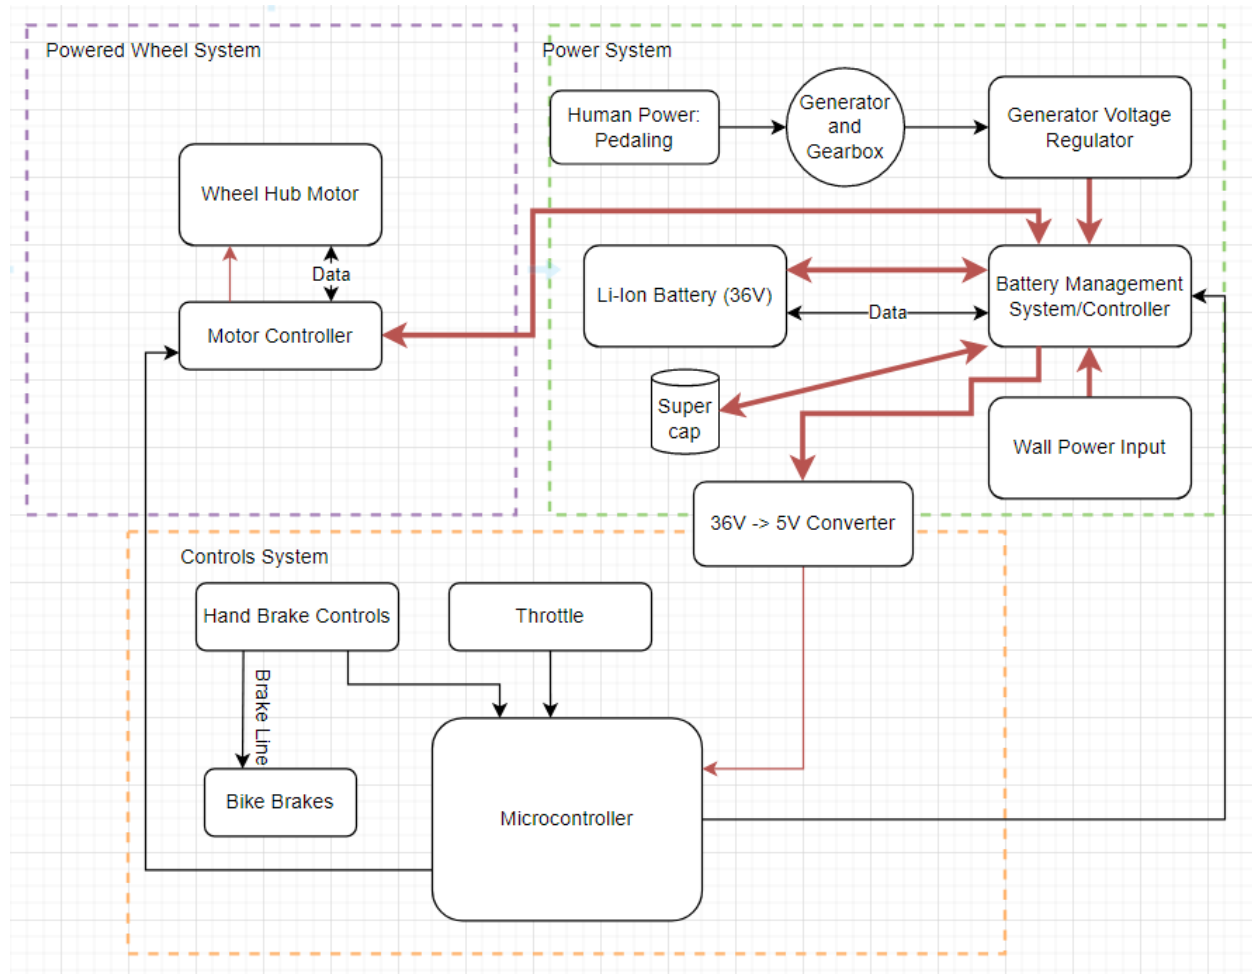 Powered Wheel System
Power System
Human Power:
Pedaling
Generator
and
Gearbox
Generator Voltage
Regulator
Wheel Hub Motor
Data
Motor Controller
Li-Ion Battery (36V)
Data
Battery Management
System/Controller
Super
cap
Wall Power Input
36V -> 5V Converter
Controls System
Hand Brake Controls
Throttle
Brake Line
Bike Brakes
Microcontroller